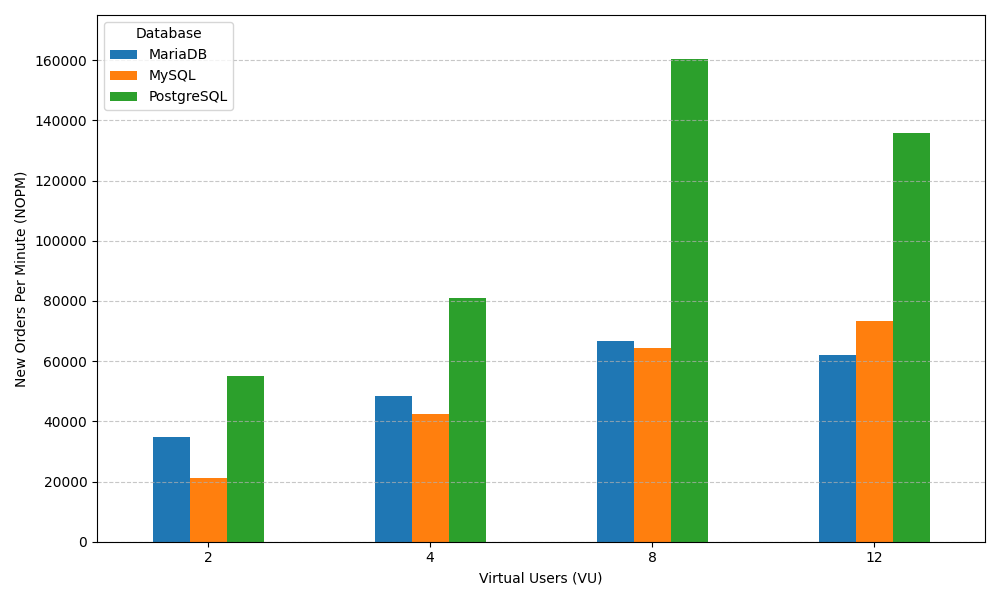 Database
MariaDB
MySQL
PostgreSQL
New Orders Per Minute (NOPM)
160000
140000
120000
100000
80000
60000
40000
20000
0
2 4 8 12
Virtual Users (VU)